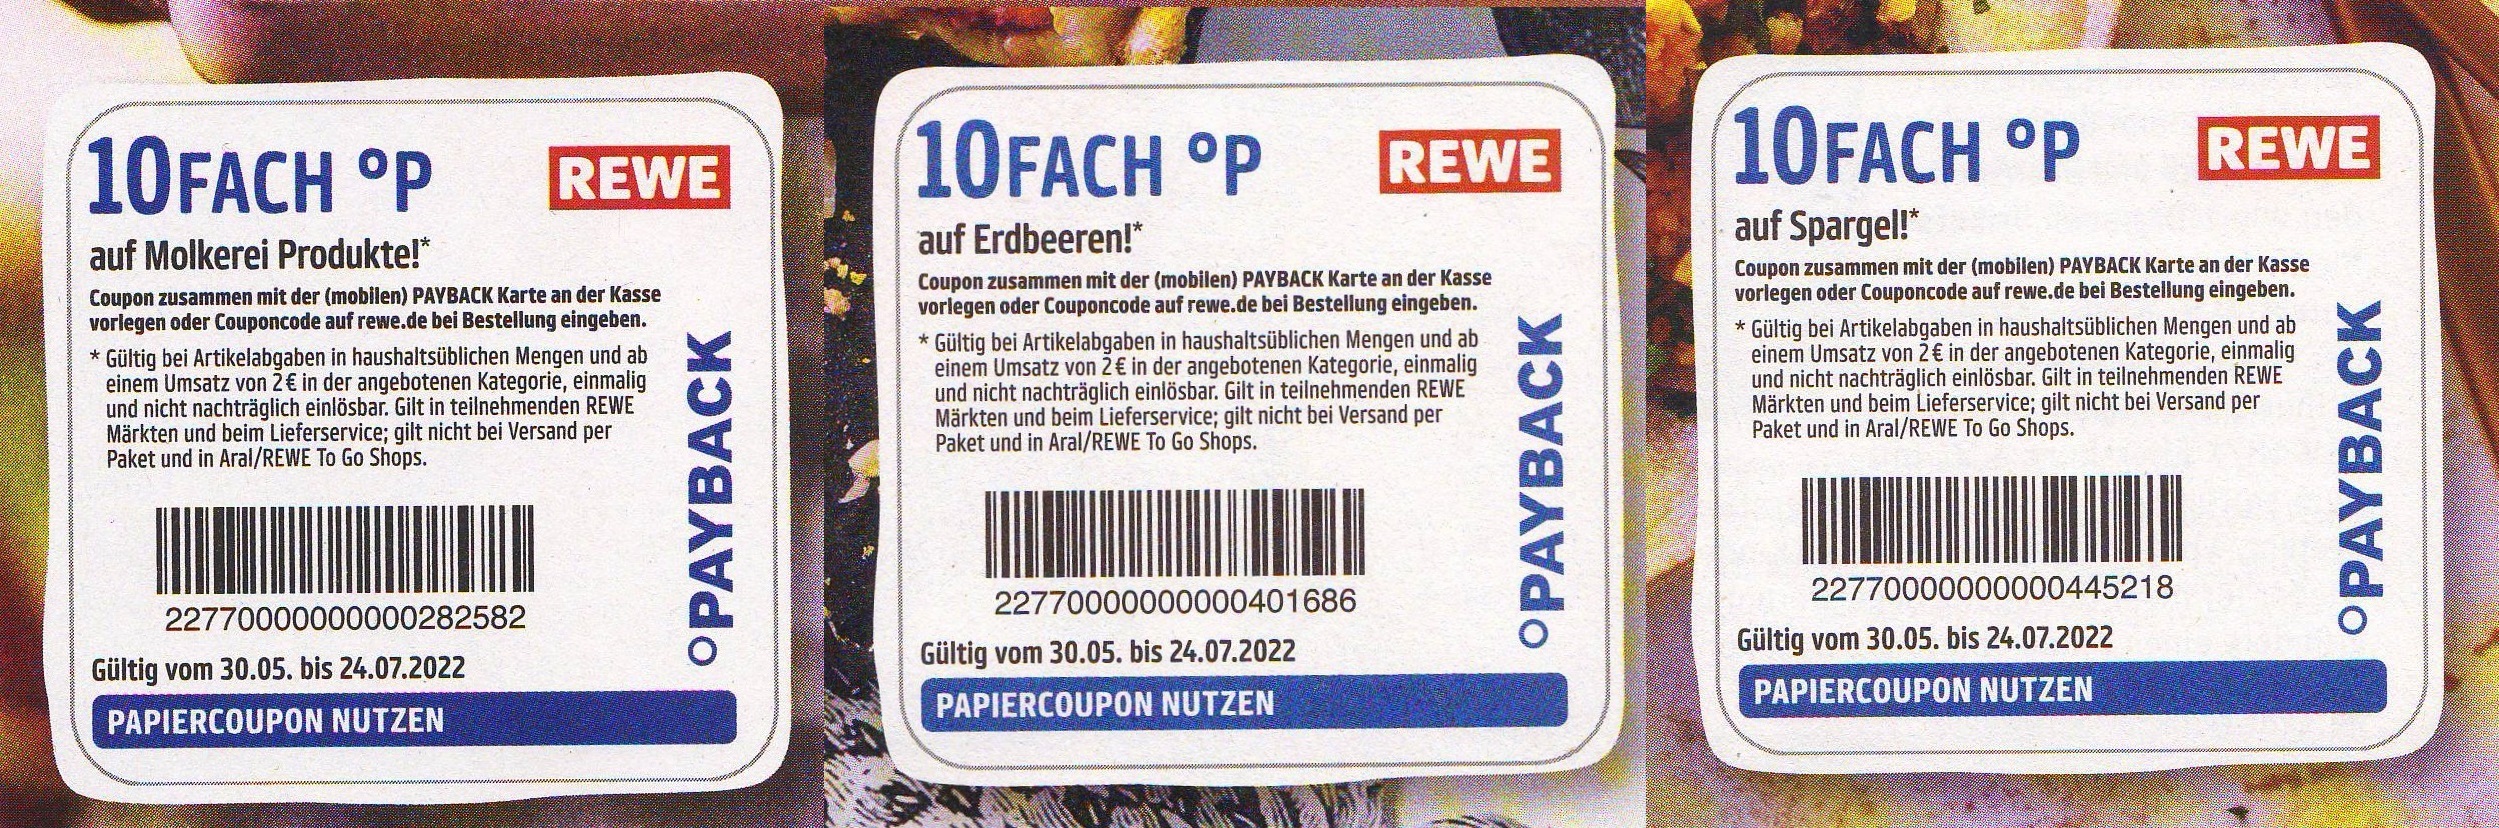 10FACH °P
REWE
auf Molkerei Produkte!*
Coupon zusammen mit der (mobilen) PAYBACK Karte an der Kasse
vorlegen oder Couponcode auf rewe.de bei Bestellung eingeben.
* Gültig bei Artikelabgaben in haushaltsüblichen Mengen und ab
einem Umsatz von 2€ in der angebotenen Kategorie, einmalig
und nicht nachträglich einlösbar. Gilt in teilnehmenden REWE
Märkten und beim Lieferservice; gilt nicht bei Versand per
Paket und in Aral/REWE To Go Shops.
22770000000000282582
Gültig vom 30.05. bis 24.07.2022
PAPIERCOUPON NUTZEN
PAYBACK
10FACH °P
REWE
auf Erdbeeren!*
Coupon zusammen mit der (mobilen) PAYBACK Karte an der Kasse
vorlegen oder Couponcode auf rewe.de bei Bestellung eingeben.
* Gültig bei Artikelabgaben in haushaltsüblichen Mengen und ab
einem Umsatz von 2€ in der angebotenen Kategorie, einmalig
und nicht nachträglich einlösbar. Gilt in teilnehmenden REWE
Märkten und beim Lieferservice; gilt nicht bei Versand per
Paket und in Aral/REWE To Go Shops.
22770000000000401686
Gültig vom 30.05. bis 24.07.2022
PAPIERCOUPON NUTZEN
PAYBACK
10FACH °P
REWE
auf Spargel!*
Coupon zusammen mit der (mobilen) PAYBACK Karte an der Kasse
vorlegen oder Couponcode auf rewe.de bei Bestellung eingeben.
* Gültig bei Artikelabgaben in haushaltsüblichen Mengen und ab
einem Umsatz von 2€ in der angebotenen Kategorie, einmalig
und nicht nachträglich einlösbar. Gilt in teilnehmenden REWE
Märkten und beim Lieferservice; gilt nicht bei Versand per
Paket und in Aral/REWE To Go Shops.
22770000000000445218
Gültig vom 30.05. bis 24.07.2022
PAPIERCOUPON NUTZEN
PAYBACK